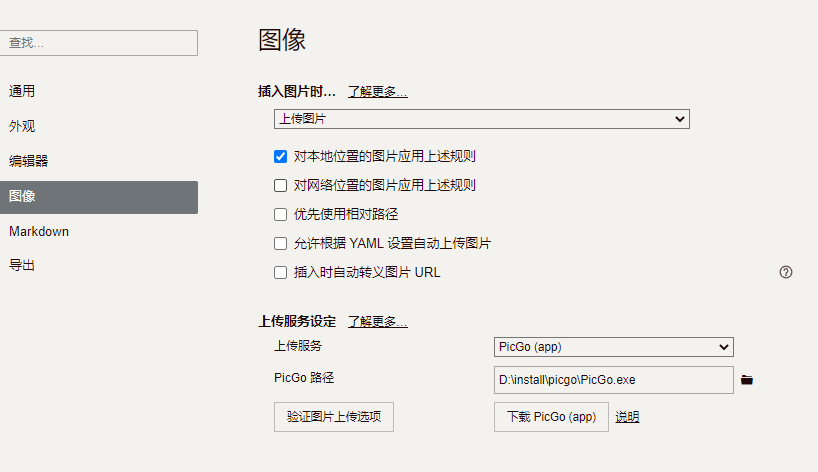 图像
查找...
插入图片时... 了解更多...
通用
上传图片
外观
编辑器
对本地位置的图片应用上述规则
图像
对网络位置的图片应用上述规则
优先使用相对路径
Markdown
允许根据 YAML 设置自动上传图片
导出
插入时自动转义图片 URL
上传服务设定 了解更多...
上传服务 PicGo (app)
PicGo 路径 D:\install\picgo\PicGo.exe
验证图片上传选项 下载 PicGo (app) 说明